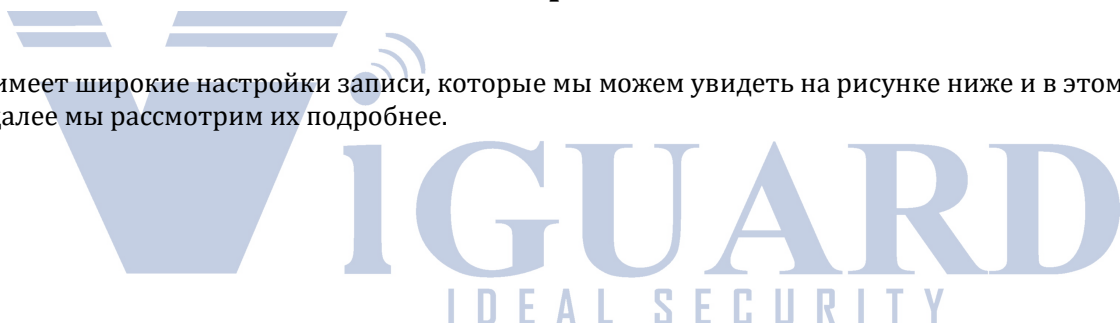 имеет широкие настройки записи, которые мы можем увидеть на рисунке ниже и в этом
далее мы рассмотрим их подробнее.
ViGUARD
IDEAL SECURITY